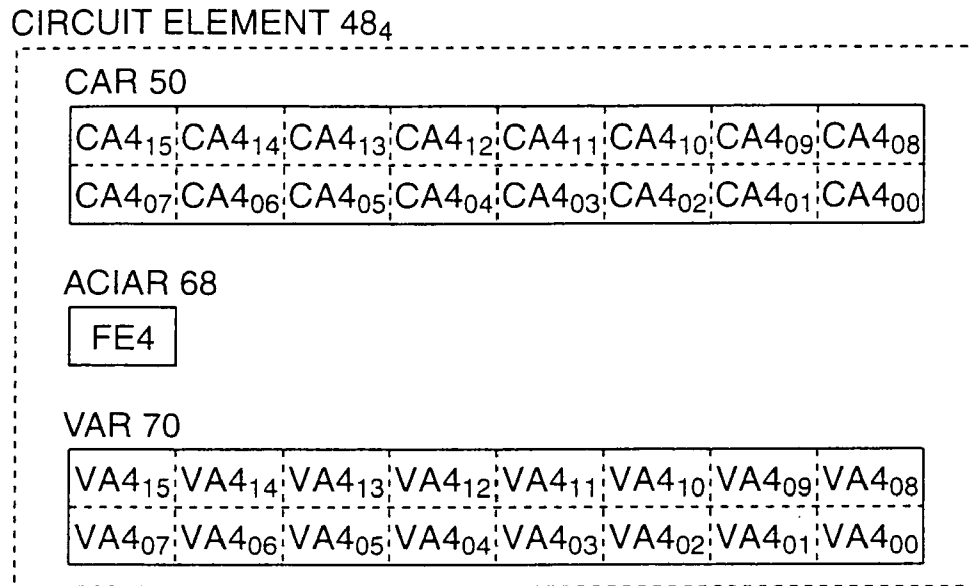 CIRCUIT ELEMENT 48₄
CAR 50
CA4₁₅ CA4₁₄ CA4₁₃ CA4₁₂ CA4₁₁ CA4₁₀ CA4₀₉ CA4₀₈
CA4₀₇ CA4₀₆ CA4₀₅ CA4₀₄ CA4₀₃ CA4₀₂ CA4₀₁ CA4₀₀
ACIAR 68
FE4
VAR 70
VA4₁₅ VA4₁₄ VA4₁₃ VA4₁₂ VA4₁₁ VA4₁₀ VA4₀₉ VA4₀₈
VA4₀₇ VA4₀₆ VA4₀₅ VA4₀₄ VA4₀₃ VA4₀₂ VA4₀₁ VA4₀₀